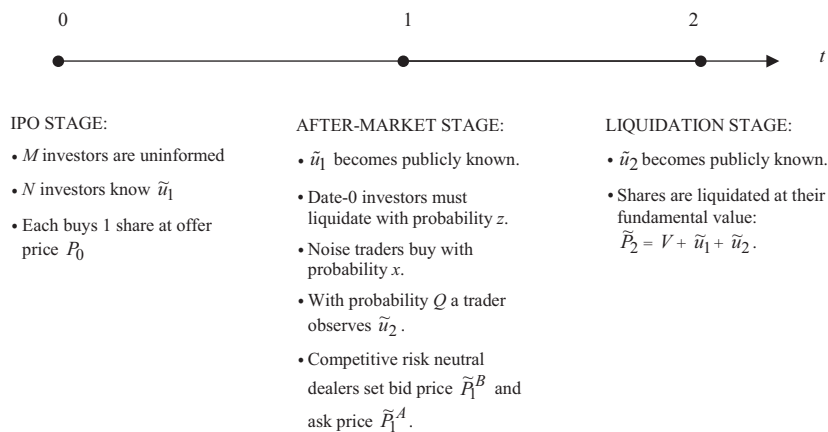 0 1 2
t
IPO STAGE:
• M investors are uninformed
• N investors know ũ₁
• Each buys 1 share at offer
price P₀
AFTER-MARKET STAGE:
• ũ₁ becomes publicly known.
• Date-0 investors must
liquidate with probability z.
• Noise traders buy with
probability x.
• With probability Q a trader
observes ũ₂.
• Competitive risk neutral
dealers set bid price P̃₁ᴮ and
ask price P̃₁ᴬ.
LIQUIDATION STAGE:
• ũ₂ becomes publicly known.
• Shares are liquidated at their
fundamental value:
P̃₂ = V + ũ₁ + ũ₂.